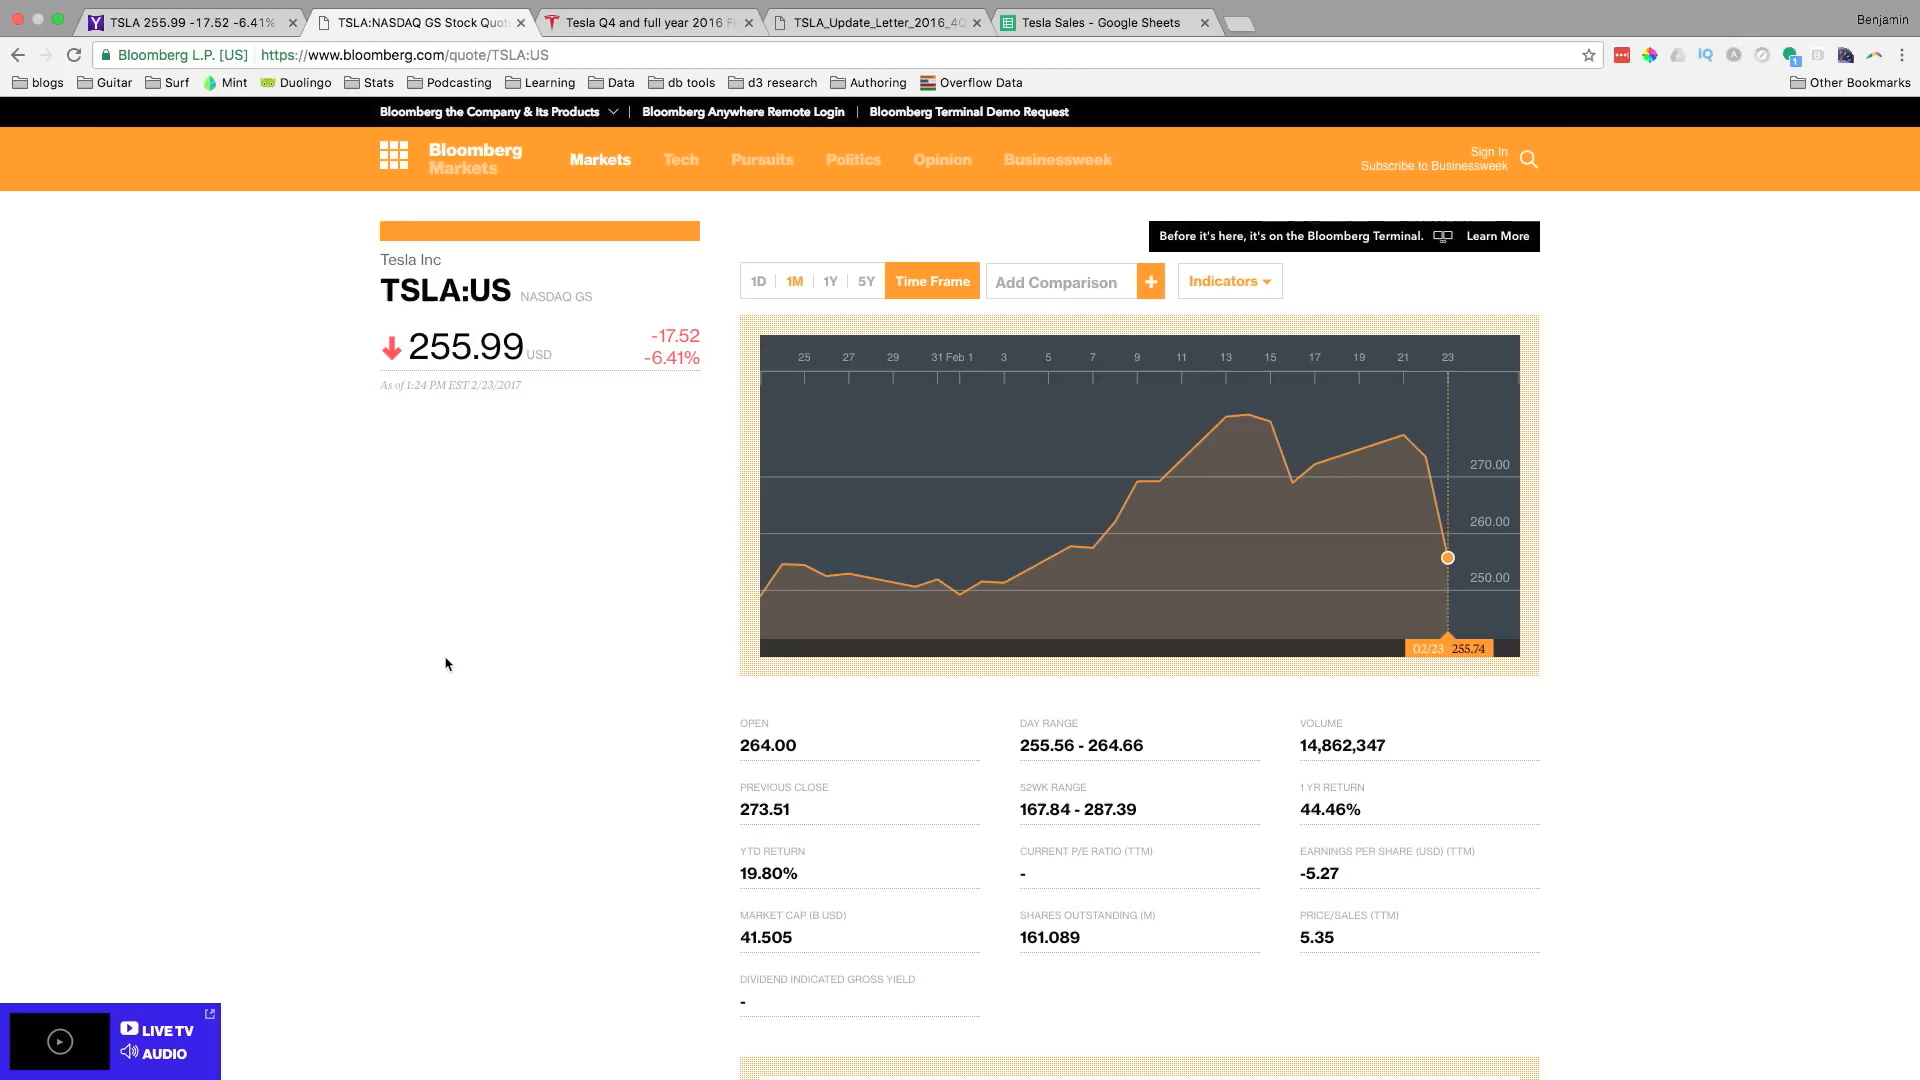 TSLA 255.99 -17.52 -6.41%
TSLA:NASDAQ GS Stock Quot
Tesla Q4 and full year 2016 F
TSLA_Update_Letter_2016_4Q
Tesla Sales - Google Sheets
Benjamin
Bloomberg L.P. [US] https://www.bloomberg.com/quote/TSLA:US
blogs Guitar Surf Mint Duolingo Stats Podcasting Learning Data db tools d3 research Authoring Overflow Data Other Bookmarks
Bloomberg the Company & Its Products | Bloomberg Anywhere Remote Login | Bloomberg Terminal Demo Request
Bloomberg
Markets
Markets Tech Pursuits Politics Opinion Businessweek
Sign In
Subscribe to Businessweek
Before it's here, it's on the Bloomberg Terminal. Learn More
Tesla Inc
TSLA:US NASDAQ GS
255.99 USD
-17.52
-6.41%
As of 1:24 PM EST 2/23/2017
1D 1M 1Y 5Y Time Frame Add Comparison + Indicators
25 27 29 31 Feb 1 3 5 7 9 11 13 15 17 19 21 23
270.00
260.00
250.00
02/23 255.74
OPEN
264.00
DAY RANGE
255.56 - 264.66
VOLUME
14,862,347
PREVIOUS CLOSE
273.51
52WK RANGE
167.84 - 287.39
1 YR RETURN
44.46%
YTD RETURN
19.80%
CURRENT P/E RATIO (TTM)
-
EARNINGS PER SHARE (USD) (TTM)
-5.27
MARKET CAP (B USD)
41.505
SHARES OUTSTANDING (M)
161.089
PRICE/SALES (TTM)
5.35
DIVIDEND INDICATED GROSS YIELD
-
LIVE TV
AUDIO